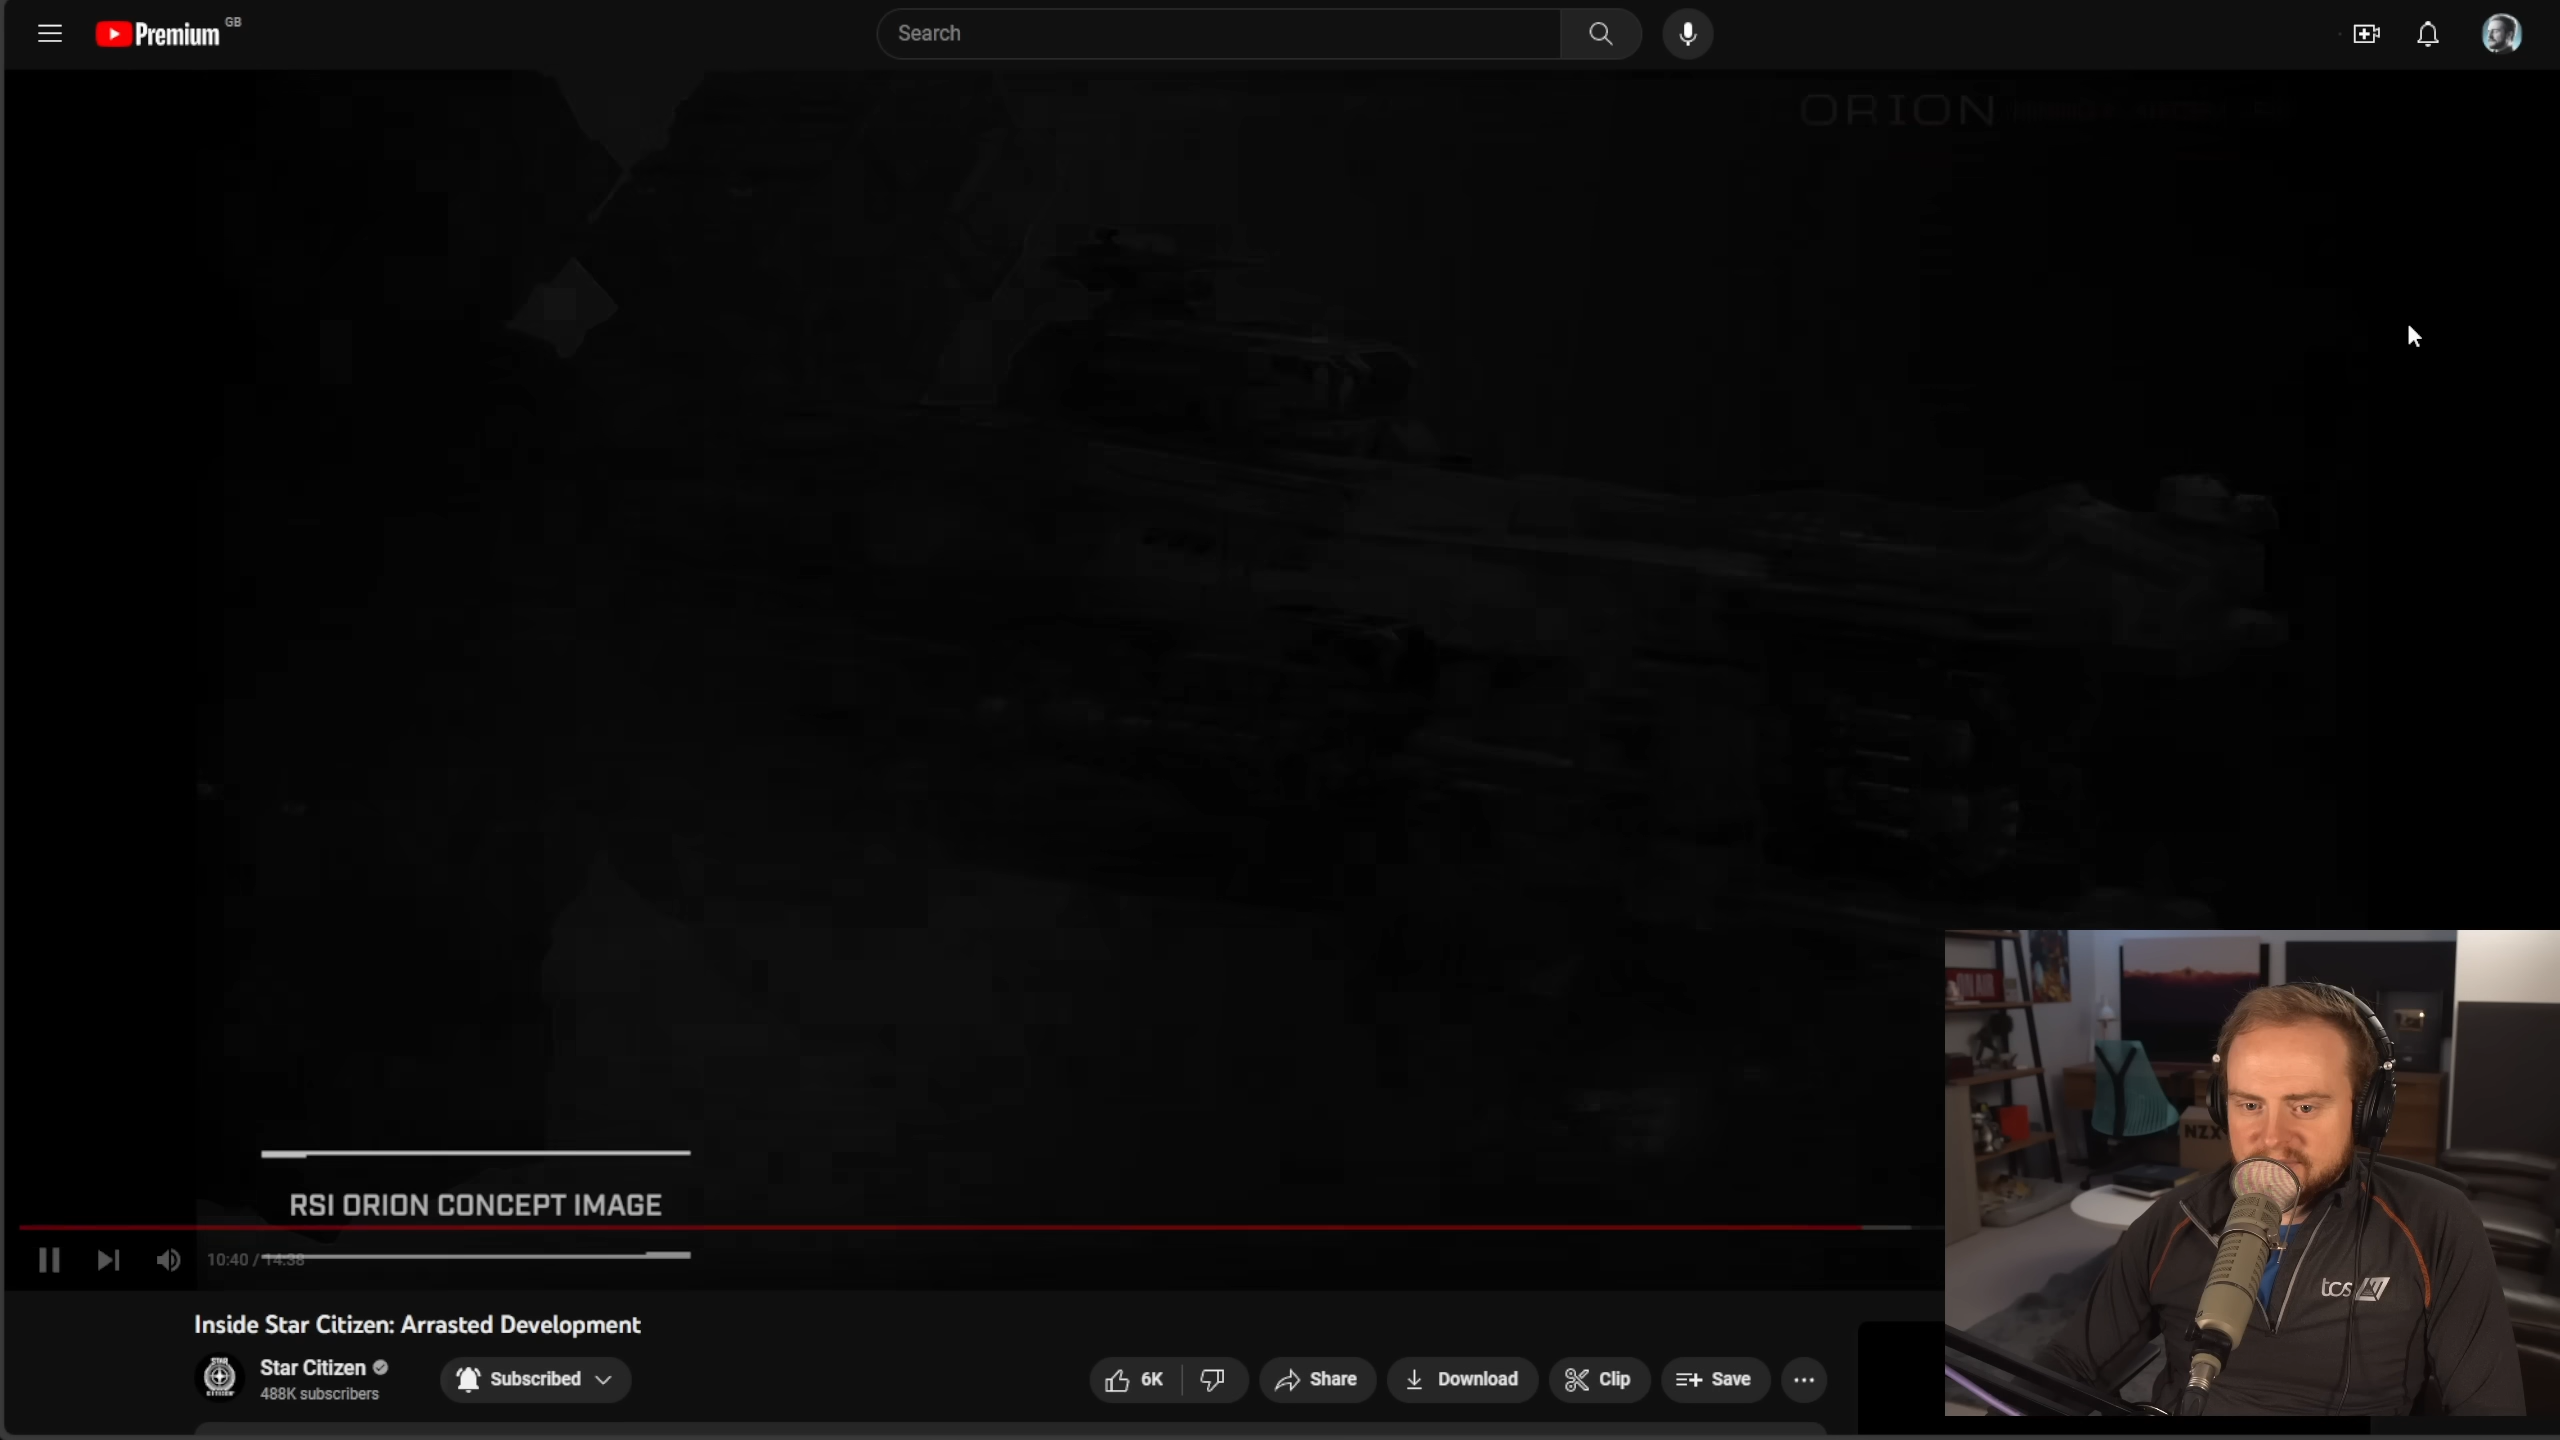 Premium GB
Search
ORION
RSI ORION CONCEPT IMAGE
10:40 / 14:38
NZX
tcs
Inside Star Citizen: Arrasted Development
Star Citizen
488K subscribers
Subscribed
6K
Share
Download
Clip
Save